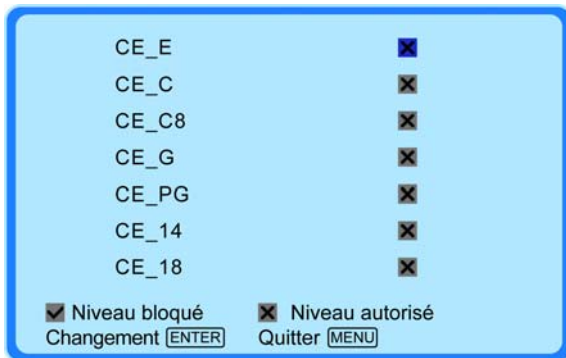 CE_E
CE_C
CE_C8
CE_G
CE_PG
CE_14
CE_18
Niveau bloqué Niveau autorisé
Changement ENTER Quitter MENU